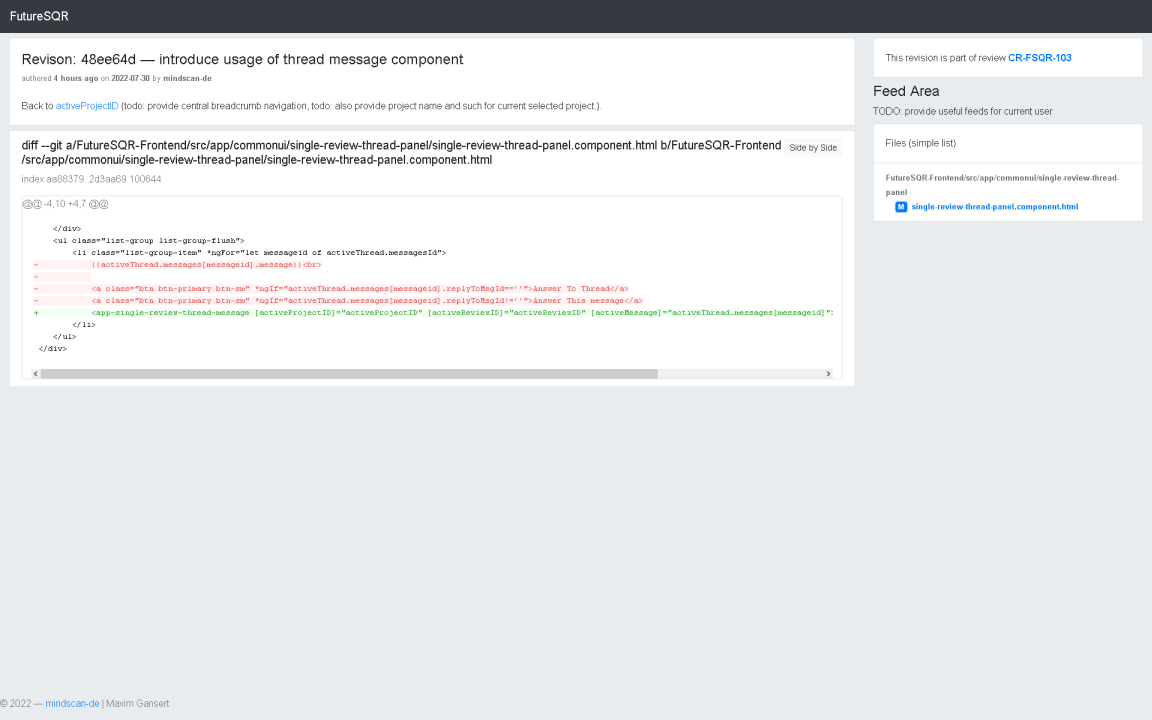 FutureSQR
Revison: 48ee64d — introduce usage of thread message component
authored 4 hours ago on 2022-07-30 by mindscan-de
Back to activeProjectID (todo: provide central breadcrumb navigation, todo: also provide project name and such for current selected project.).
diff --git a/FutureSQR-Frontend/src/app/commonui/single-review-thread-panel/single-review-thread-panel.component.html b/FutureSQR-Frontend
/src/app/commonui/single-review-thread-panel/single-review-thread-panel.component.html
Side by Side
index aa88379..2d3aa69 100644
@@ -4,10 +4,7 @@
</div>
<ul class="list-group list-group-flush">
<li class="list-group-item" *ngFor="let messageid of activeThread.messagesId">
- {{activeThread.messages[messageid].message}}<br>
-
- <a class="btn btn-primary btn-sm" *ngIf="activeThread.messages[messageid].replyToMsgId==''">Answer To Thread</a>
- <a class="btn btn-primary btn-sm" *ngIf="activeThread.messages[messageid].replyToMsgId!=''">Answer This message</a>
+ <app-single-review-thread-message [activeProjectID]="activeProjectID" [activeReviewID]="activeReviewID" [activeMessage]="activeThread.messages[messageid]"
</li>
</ul>
</div>
This revision is part of review CR-FSQR-103
Feed Area
TODO: provide useful feeds for current user
Files (simple list)
FutureSQR-Frontend/src/app/commonui/single-review-thread-
panel
M single-review-thread-panel.component.html
© 2022 — mindscan-de | Maxim Gansert